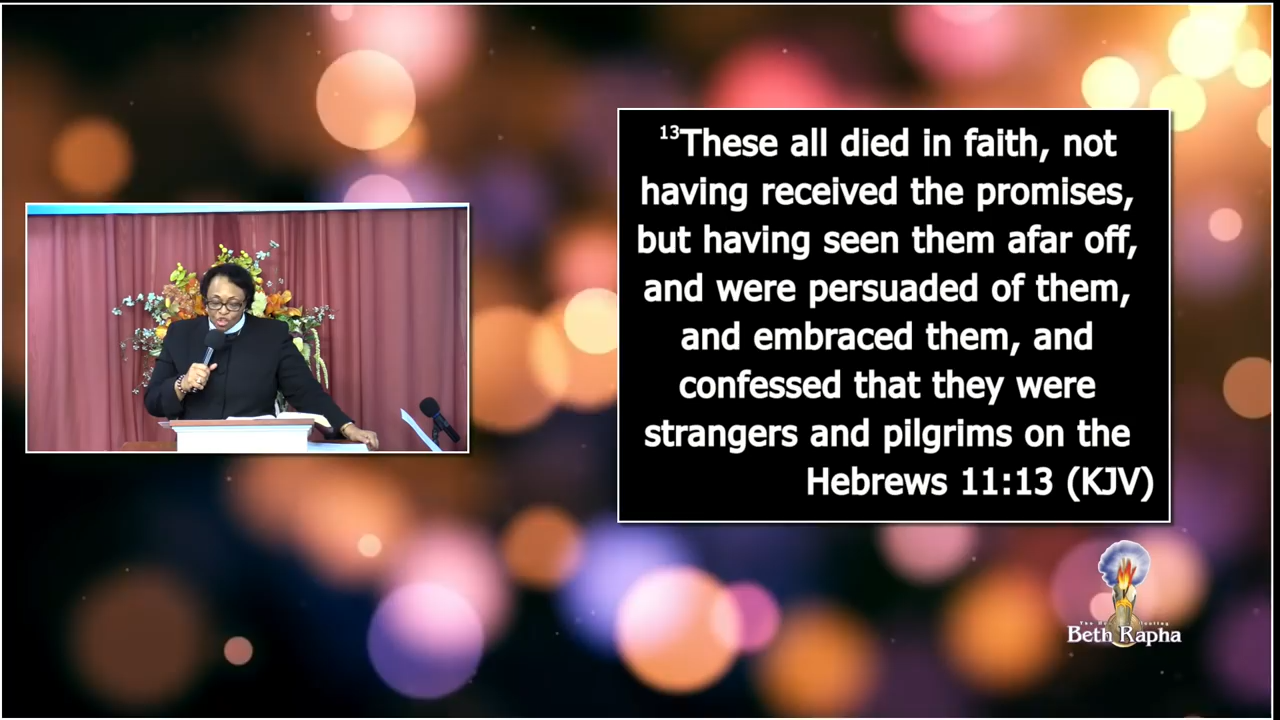 13These all died in faith, not
having received the promises,
but having seen them afar off,
and were persuaded of them,
and embraced them, and
confessed that they were
strangers and pilgrims on the
Hebrews 11:13 (KJV)
Beth Rapha